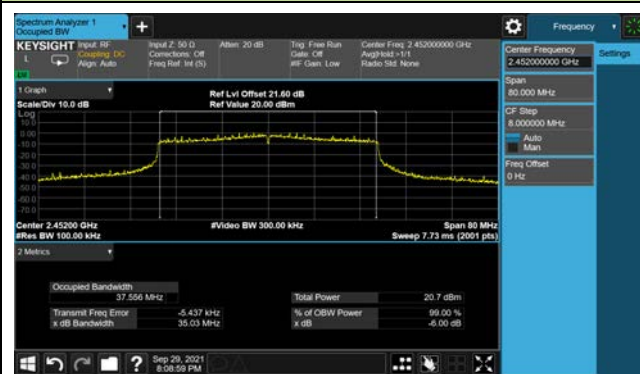 Spectrum Analyzer 1
Occupied BW
Frequency
KEYSIGHT
L
Input: RF
Coupling: DC
Align: Auto
Input Z: 50 Ω
Corrections: Off
Freq Ref: Int (S)
Atten: 20 dB
Trig: Free Run
Gate: Off
#IF Gain: Low
Center Freq: 2.452000000 GHz
Avg|Hold:>1/1
Radio Std: None
Center Frequency
2.452000000 GHz
Settings
Span
80.000 MHz
CF Step
8.000000 MHz
Auto
Man
Freq Offset
0 Hz
1 Graph
Scale/Div 10.0 dB
Ref Lvl Offset 21.60 dB
Ref Value 20.00 dBm
Log
10.0
0.00
-10.0
-20.0
-30.0
-40.0
-50.0
-60.0
-70.0
Center 2.45200 GHz
#Res BW 100.00 kHz
#Video BW 300.00 kHz
Span 80 MHz
Sweep 7.73 ms (2001 pts)
2 Metrics
Occupied Bandwidth
37.556 MHz
Total Power 20.7 dBm
Transmit Freq Error -5.437 kHz
% of OBW Power 99.00 %
x dB Bandwidth 35.03 MHz
x dB -6.00 dB
?
Sep 29, 2021
8:08:59 PM